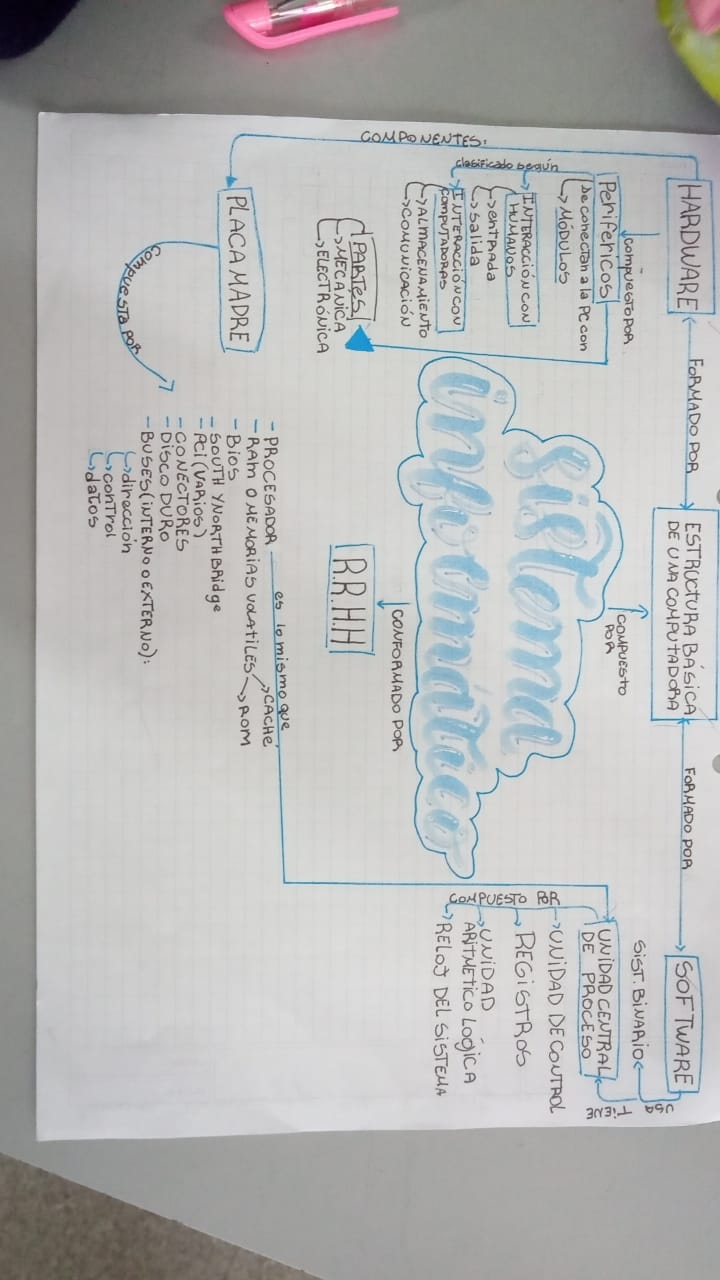 HARDWARE
FORMADO POR
ESTRUCTURA BÁSICA
DE UNA COMPUTADORA
FORMADO POR
SOFTWARE
USA
SIST. BINARIO
TIENE
UNIDAD CENTRAL
DE PROCESO
COMPUESTO POR
UNIDAD DE CONTROL
REGISTROS
UNIDAD
ARITMETICO LÓGICA
RELOJ DEL SISTEMA
COMPUESTO
POR
Sistema
informático
CONFORMADO POR
R.R.H.H
compuesto por
Perifericos
De conectan a la PC con
MÓDULOS
clasificado según
INTERACCIÓN CON
HUMANOS
entrada
salida
INTERACCIÓN CON
computadoras
ALMACENAMIENTO
COMUNICACIÓN
PARTES
MECÁNICA
ELECTRÓNICA
COMPONENTES:
PLACA MADRE
compuesta por
- PROCESADOR es lo mismo que
- RAM O MEMORIAS VOLATILES
CACHÉ
ROM
- BIOS
- SOUTH Y NORTH Bridge
- PCI (VARIOS)
- CONECTORES
- DISCO DURO
- BUSES (INTERNO O EXTERNO):
dirección
control
datos